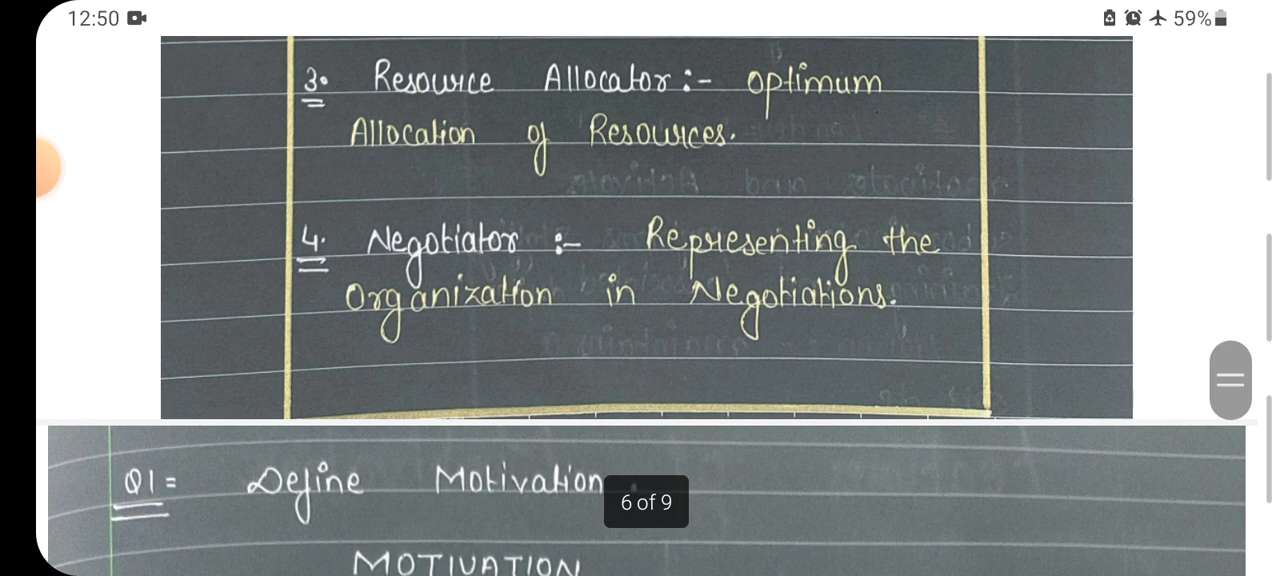 12:50
59%
3. Resource Allocator :- optimum
Allocation of Resources.
4. Negotiator :- Representing the
Organization in Negotiations.
Q1 = Define Motivation
6 of 9
MOTIVATION